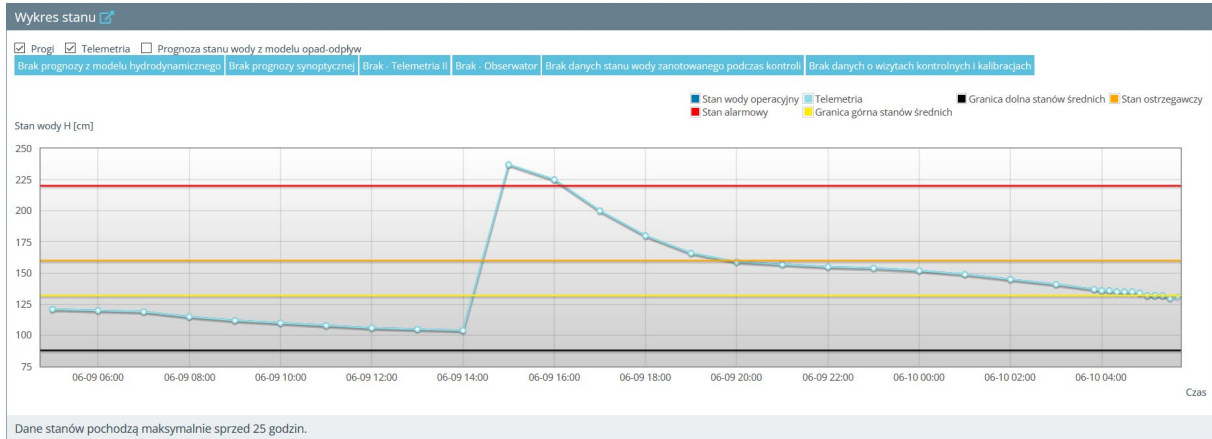 Wykres stanu
Progi Telemetria Prognoza stanu wody z modelu opad-odpływ
Brak prognozy z modelu hydrodynamicznego Brak prognozy synoptycznej Brak - Telemetria II Brak - Obserwator Brak danych stanu wody zanotowanego podczas kontroli Brak danych o wizytach kontrolnych i kalibracjach
Stan wody operacyjny Telemetria Granica dolna stanów średnich Stan ostrzegawczy
Stan alarmowy Granica górna stanów średnich
Stan wody H [cm]
250
225
200
175
150
125
100
75
06-09 06:00 06-09 08:00 06-09 10:00 06-09 12:00 06-09 14:00 06-09 16:00 06-09 18:00 06-09 20:00 06-09 22:00 06-10 00:00 06-10 02:00 06-10 04:00
Czas
Dane stanów pochodzą maksymalnie sprzed 25 godzin.